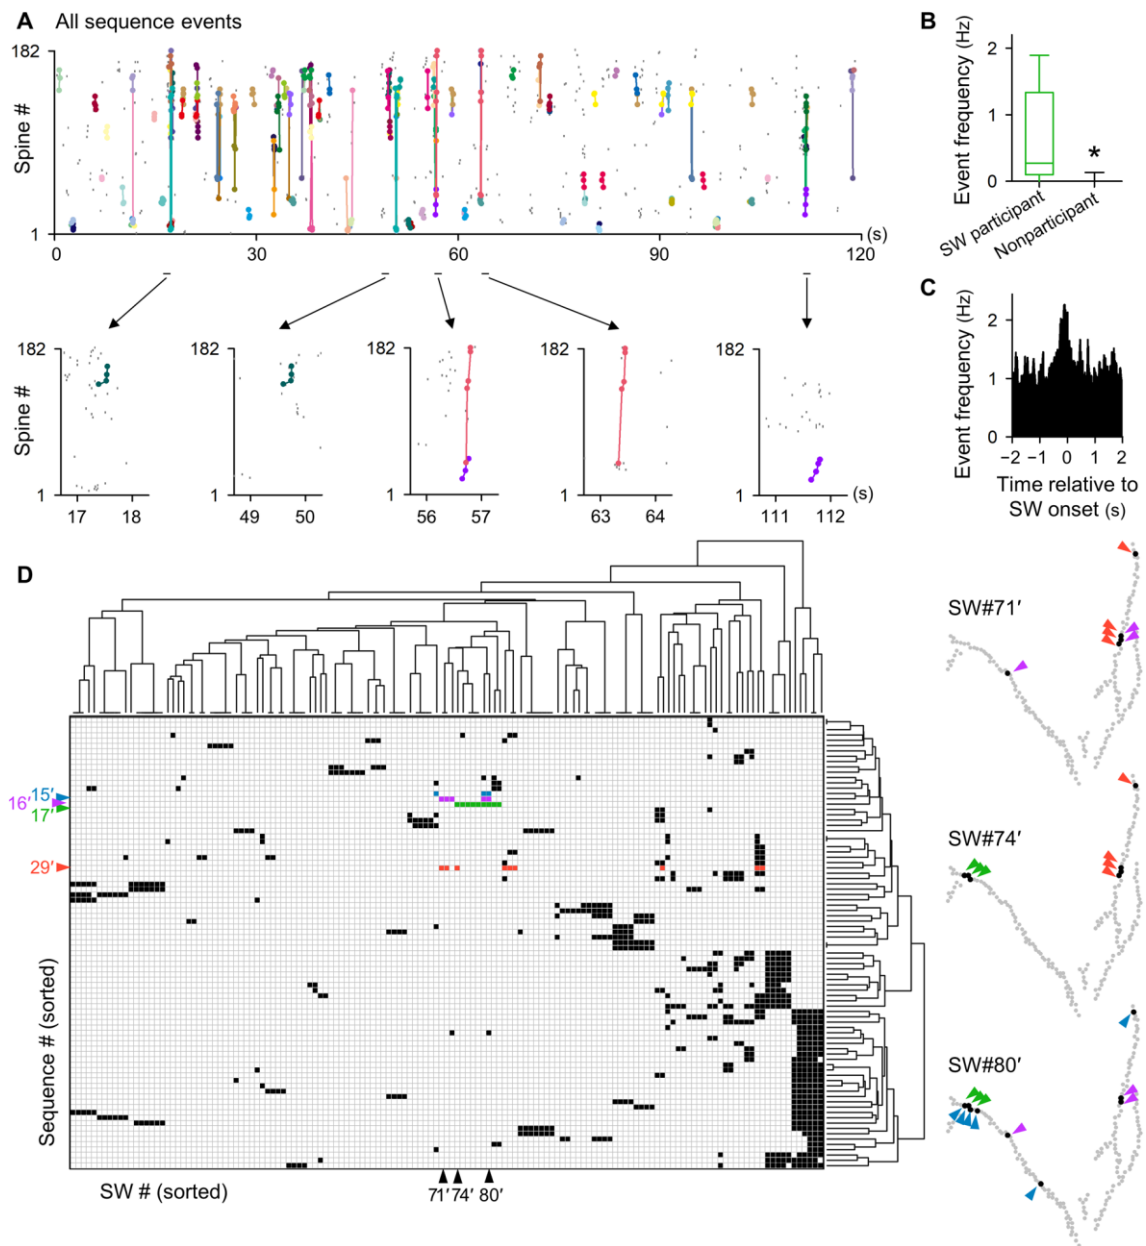 A All sequence events
182
Spine #
1
0 30 60 90 120 (s)
182
Spine #
1
17 18
182
1
49 50
182
1
56 57
182
1
63 64
182
1
111 112 (s)
B
Event frequency (Hz)
2
1
0
SW participant
Nonparticipant
*
C
Event frequency (Hz)
2
1
0
−2 −1 0 1 2
Time relative to
SW onset (s)
D
15′
16′
17′
29′
Sequence # (sorted)
SW # (sorted)
71′ 74′ 80′
SW#71′
SW#74′
SW#80′